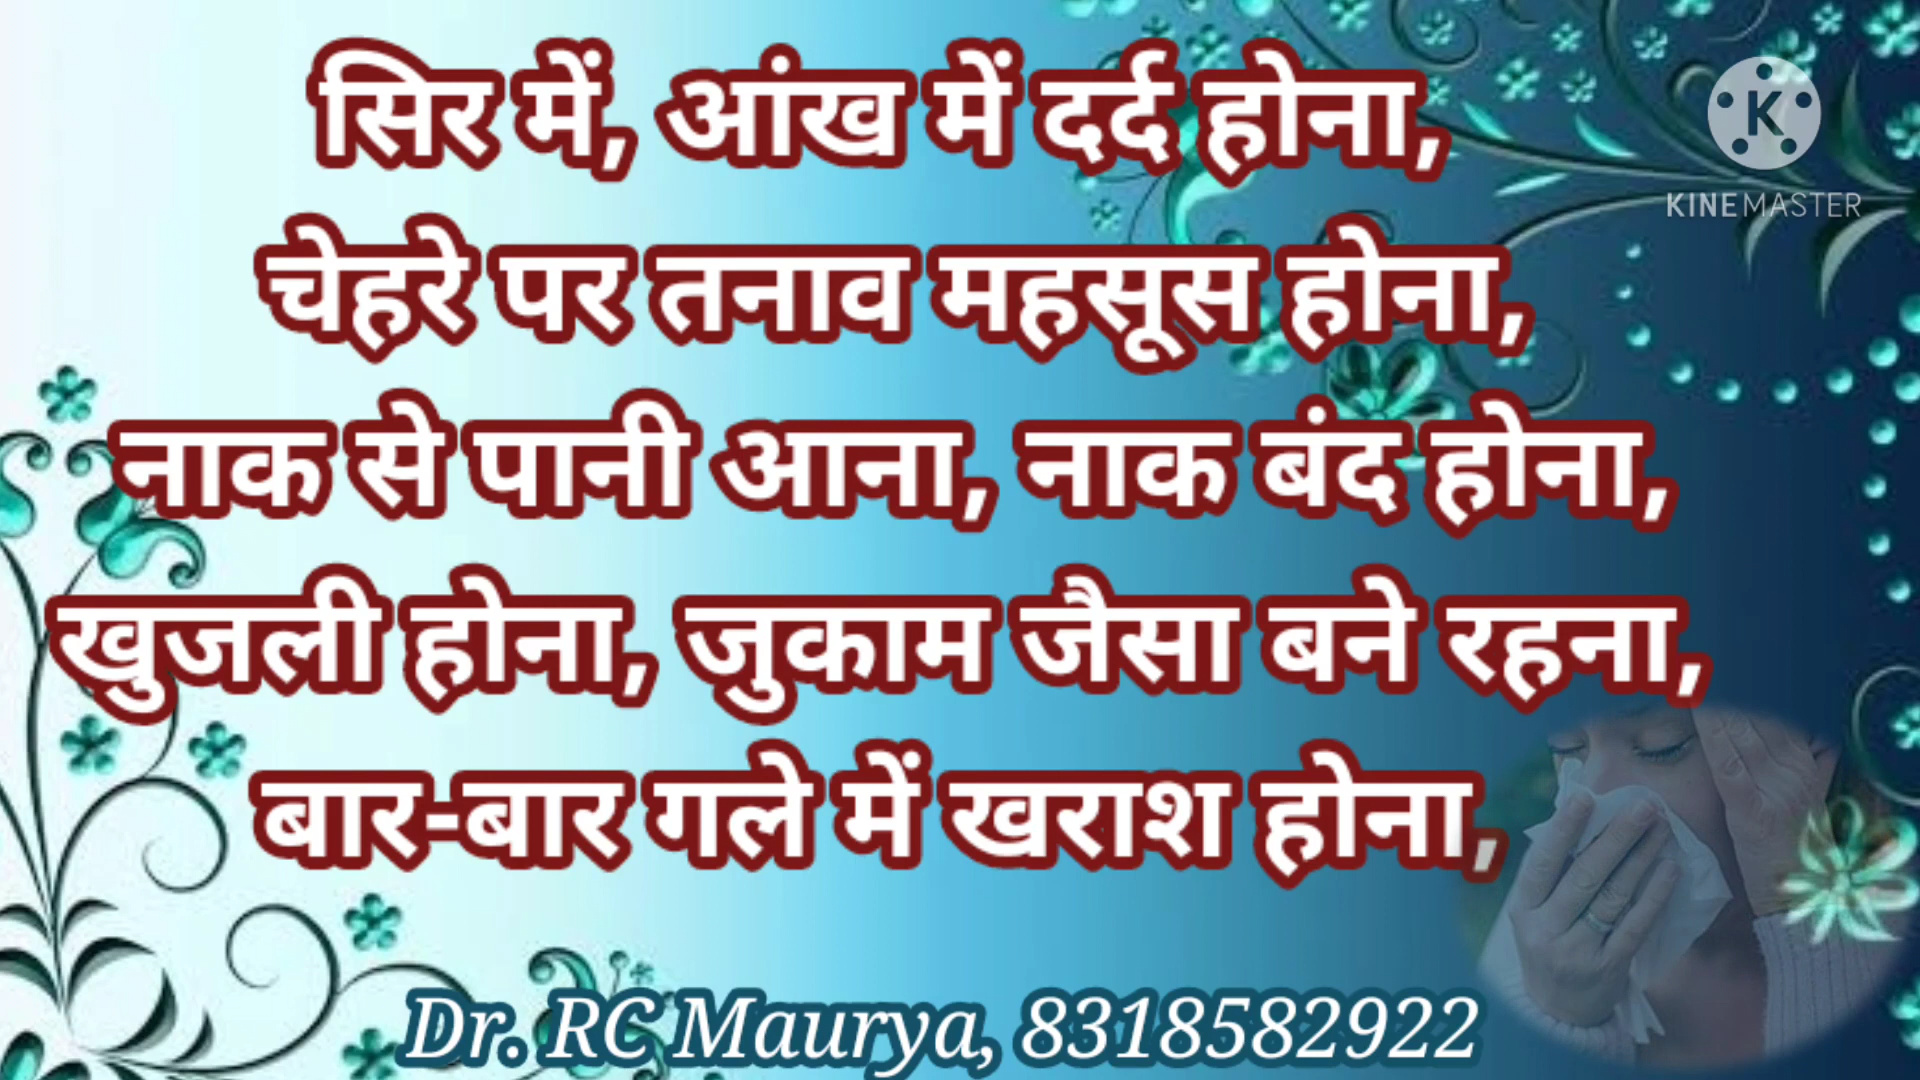 सिर में, आंख में दर्द होना,
चेहरे पर तनाव महसूस होना,
नाक से पानी आना, नाक बंद होना,
खुजली होना, जुकाम जैसा बने रहना,
बार-बार गले में खराश होना,
Dr. RC Maurya, 8318582922
K
KINEMASTER